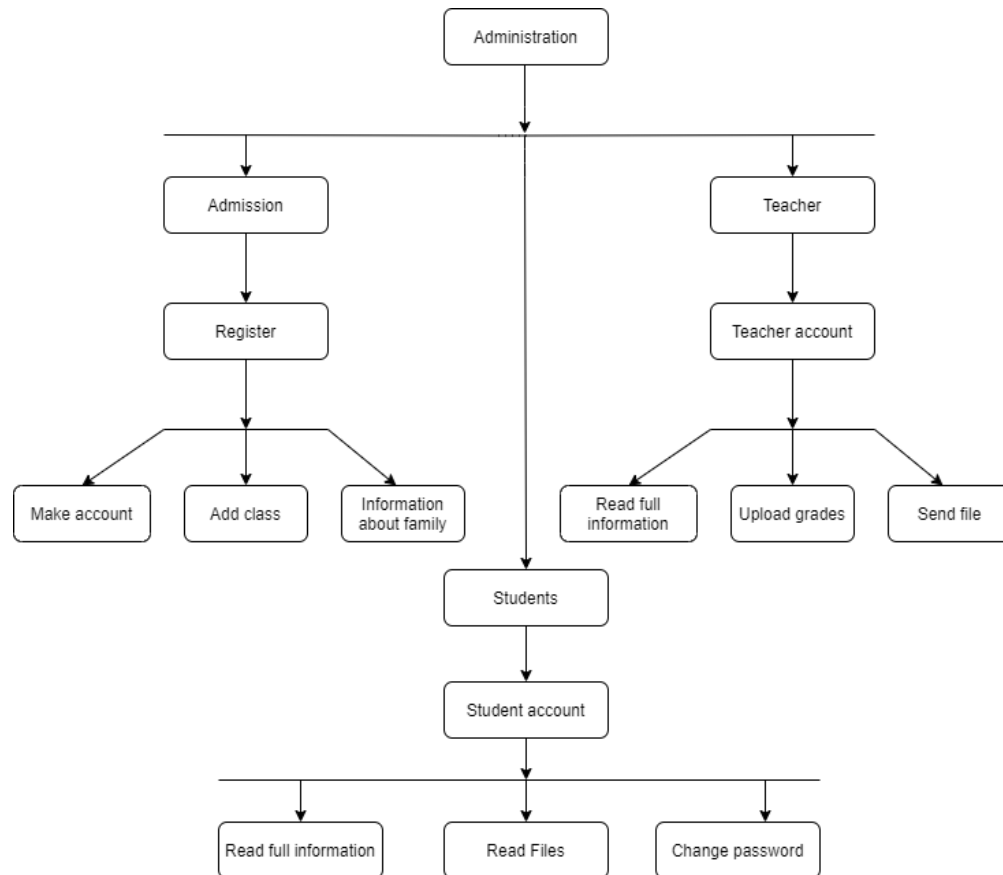 Administration
Admission
Teacher
Register
Teacher account
Make account
Add class
Information
about family
Read full
information
Upload grades
Send file
Students
Student account
Read full information
Read Files
Change password